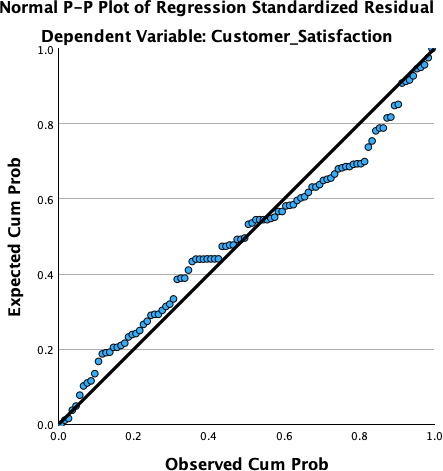 Normal P-P Plot of Regression Standardized Residual
Dependent Variable: Customer_Satisfaction
1.0
0.8
0.6
0.4
0.2
0.0
Expected Cum Prob
0.0 0.2 0.4 0.6 0.8 1.0
Observed Cum Prob